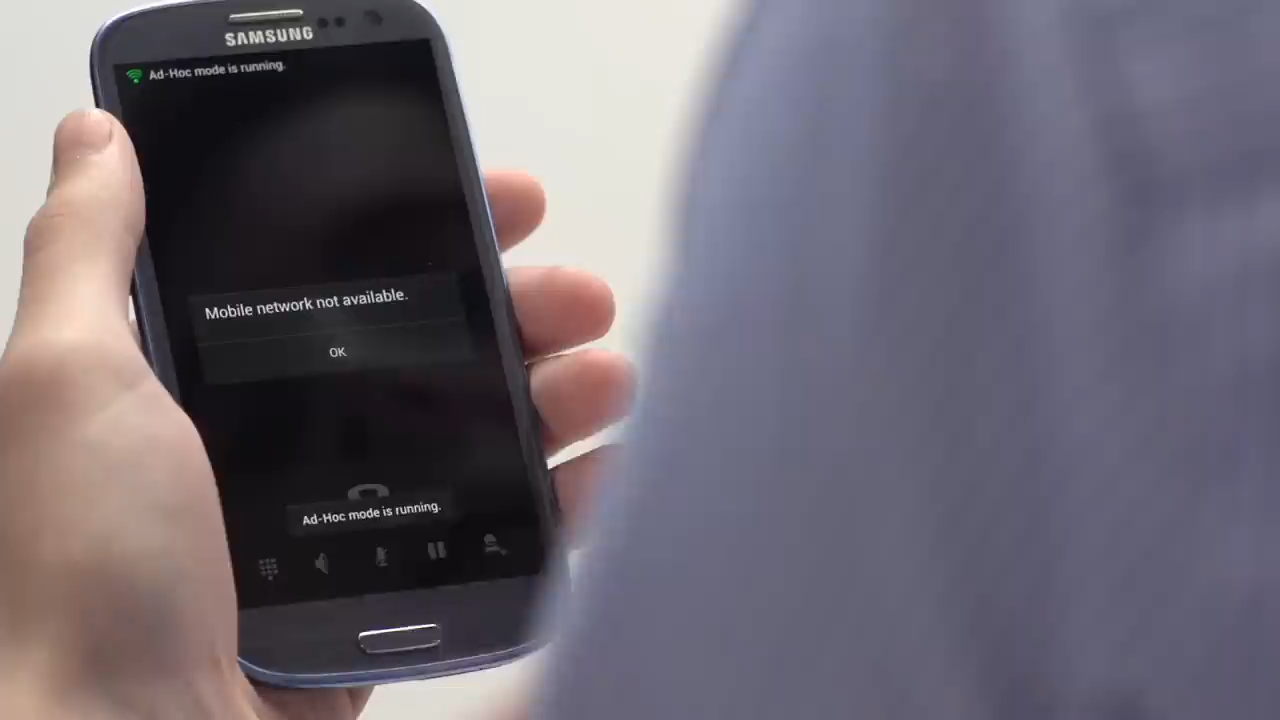 SAMSUNG
Ad-Hoc mode is running.
Mobile network not available.
OK
Ad-Hoc mode is running.